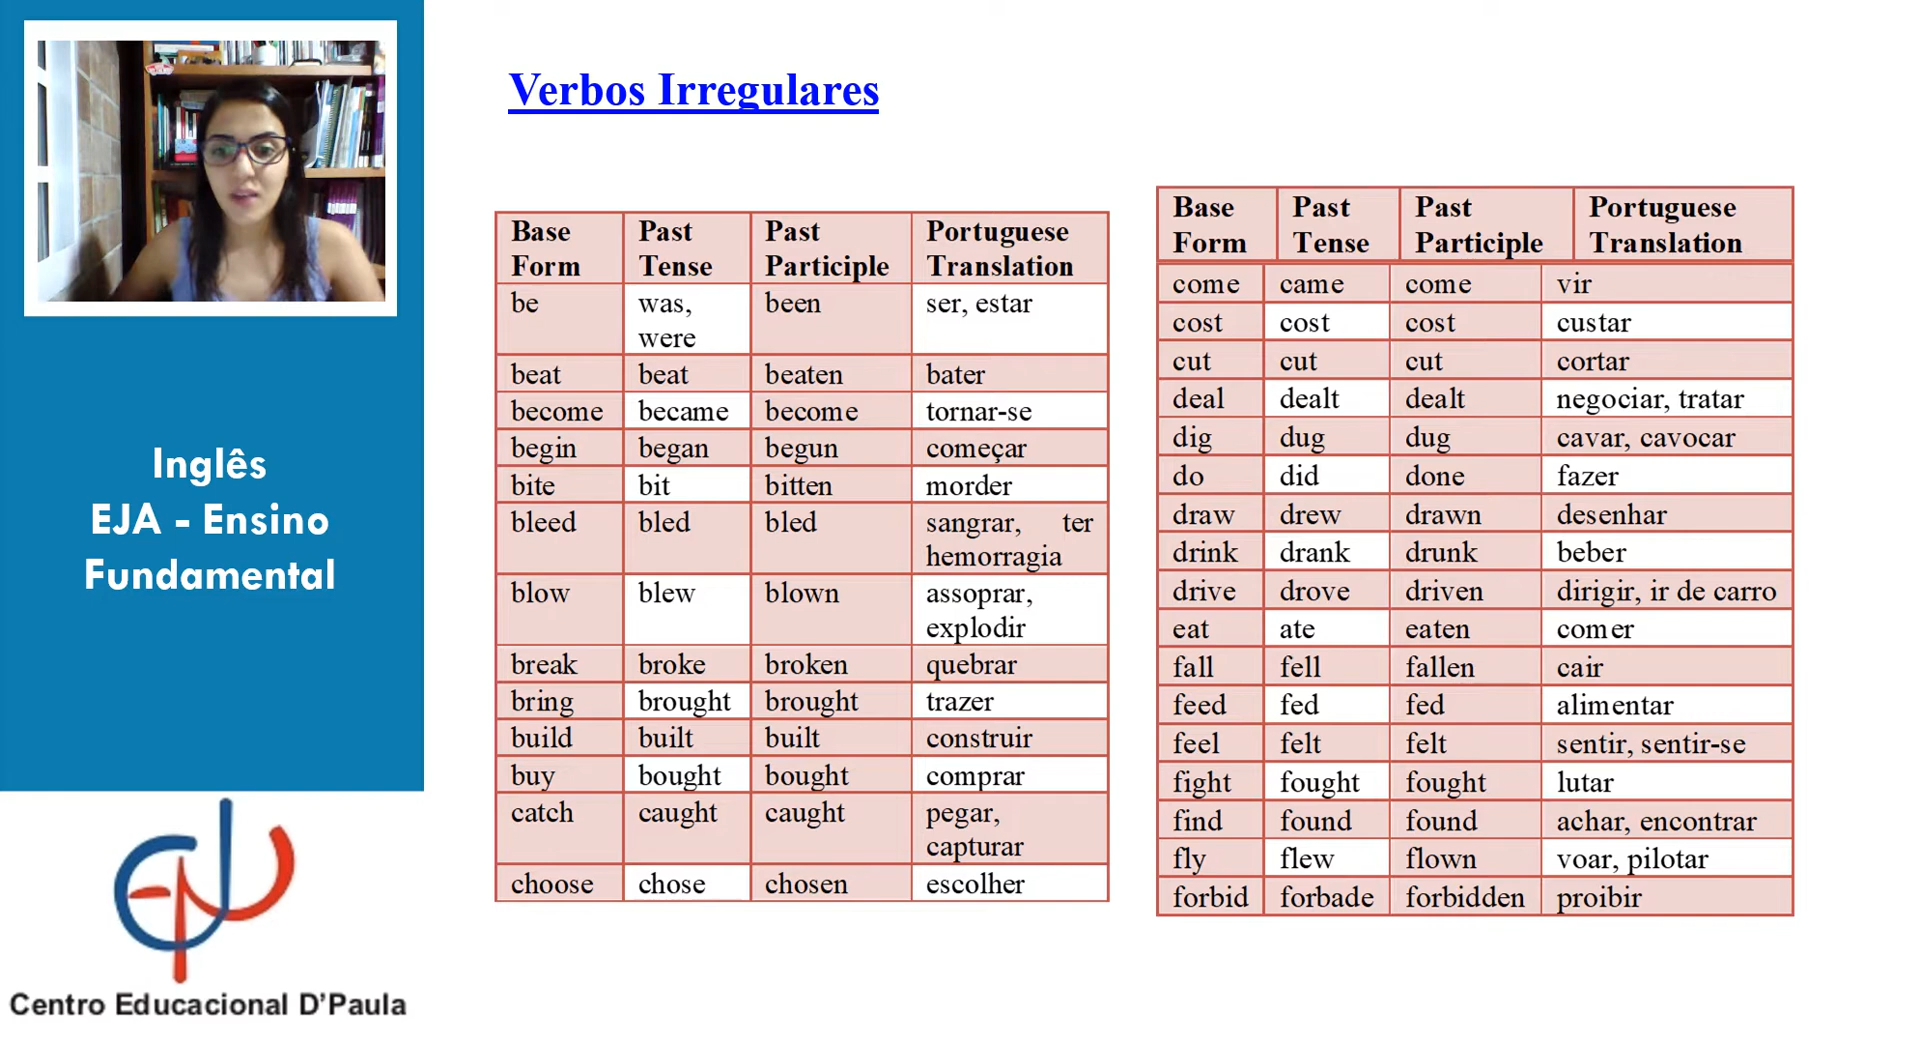 Verbos Irregulares
Inglês
EJA - Ensino
Fundamental
Centro Educacional D'Paula
Base Form Past Tense Past Participle Portuguese Translation
be was, were been ser, estar
beat beat beaten bater
become became become tornar-se
begin began begun começar
bite bit bitten morder
bleed bled bled sangrar, ter hemorragia
blow blew blown assoprar, explodir
break broke broken quebrar
bring brought brought trazer
build built built construir
buy bought bought comprar
catch caught caught pegar, capturar
choose chose chosen escolher
Base Form Past Tense Past Participle Portuguese Translation
come came come vir
cost cost cost custar
cut cut cut cortar
deal dealt dealt negociar, tratar
dig dug dug cavar, cavocar
do did done fazer
draw drew drawn desenhar
drink drank drunk beber
drive drove driven dirigir, ir de carro
eat ate eaten comer
fall fell fallen cair
feed fed fed alimentar
feel felt felt sentir, sentir-se
fight fought fought lutar
find found found achar, encontrar
fly flew flown voar, pilotar
forbid forbade forbidden proibir